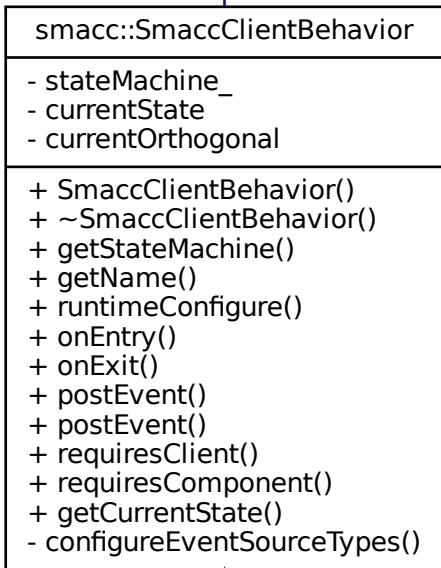 smacc::SmaccClientBehavior
- stateMachine_
- currentState
- currentOrthogonal
+ SmaccClientBehavior()
+ ~SmaccClientBehavior()
+ getStateMachine()
+ getName()
+ runtimeConfigure()
+ onEntry()
+ onExit()
+ postEvent()
+ postEvent()
+ requiresClient()
+ requiresComponent()
+ getCurrentState()
- configureEventSourceTypes()